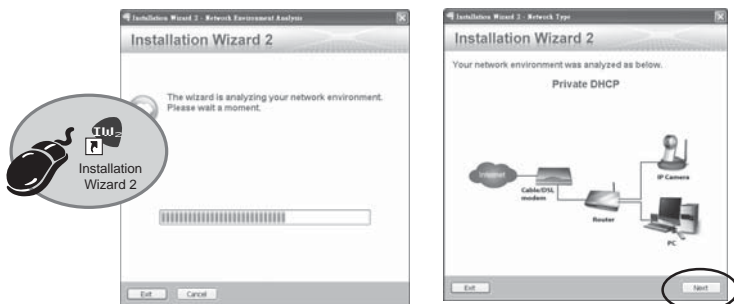 Installation Wizard 2 - Network Environment Analysis
Installation Wizard 2
The wizard is analyzing your network environment.
Please wait a moment.
IW2
Installation
Wizard 2
Exit
Cancel
Installation Wizard 2 - Network Type
Installation Wizard 2
Your network environment was analyzed as below.
Private DHCP
Internet
Cable/DSL
modem
Router
IP Camera
PC
Exit
Next